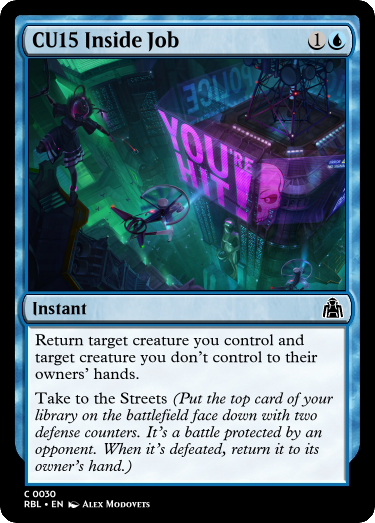 CU15 Inside Job
1
POLICE
YOU'RE
HIT
Instant
Return target creature you control and
target creature you don't control to their
owners' hands.
Take to the Streets (Put the top card of your
library on the battlefield face down with two
defense counters. It's a battle protected by an
opponent. When it's defeated, return it to its
owner's hand.)
C 0030
RBL • EN Alex Modovets